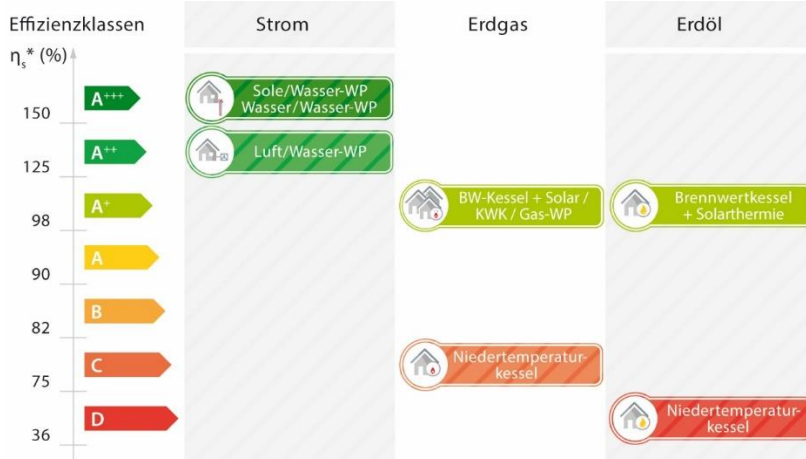 Effizienzklassen
Strom
Erdgas
Erdöl
ηs* (%)
A+++
Sole/Wasser-WP
Wasser/Wasser-WP
150
A++
Luft/Wasser-WP
125
A+
BW-Kessel + Solar /
KWK / Gas-WP
Brennwertkessel
+ Solarthermie
98
A
90
B
82
C
Niedertemperatur-
kessel
75
D
Niedertemperatur-
kessel
36